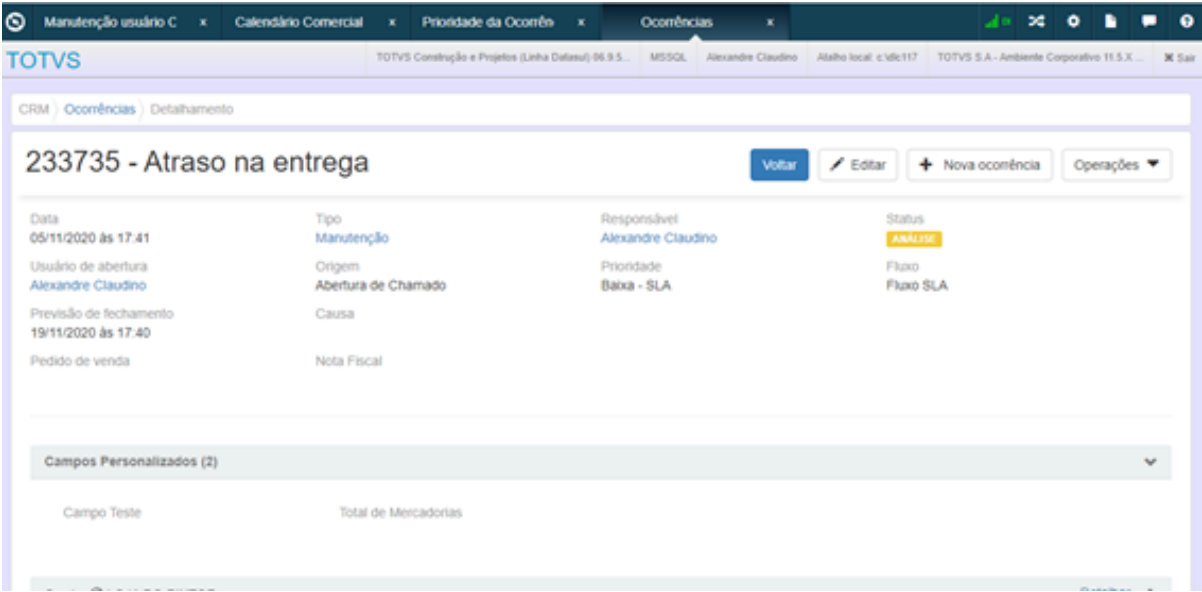 Manutenção usuário C x Calendário Comercial x Prioridade da Ocorrên x Ocorrências x
TOTVS TOTVS Construção e Projetos (Linha Datasul) 06.9.5... MSSQL Alexandre Claudino Atalho local: c:\dlc117 TOTVS S.A - Ambiente Corporativo 11.5.X ... Sair
CRM Ocorrências Detalhamento
233735 - Atraso na entrega
Voltar Editar Nova ocorrência Operações
Data Tipo Responsável Status
05/11/2020 às 17:41 Manutenção Alexandre Claudino ANÁLISE
Usuário de abertura Origem Prioridade Fluxo
Alexandre Claudino Abertura de Chamado Baixa - SLA Fluxo SLA
Previsão de fechamento Causa
19/11/2020 às 17:40
Pedido de venda Nota Fiscal
Campos Personalizados (2)
Campo Teste Total de Mercadorias